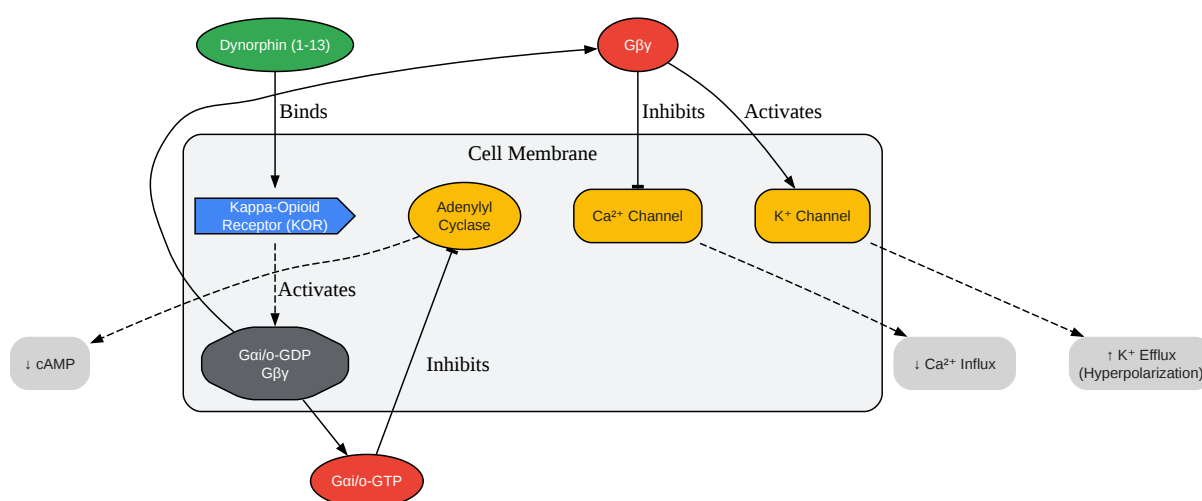 Dynorphin (1-13)
Gβγ
Binds
Inhibits
Activates
Cell Membrane
Kappa-Opioid
Receptor (KOR)
Adenylyl
Cyclase
Ca²⁺ Channel
K⁺ Channel
Activates
↓ cAMP
Gαi/o-GDP
Gβγ
Inhibits
↓ Ca²⁺ Influx
↑ K⁺ Efflux
(Hyperpolarization)
Gαi/o-GTP